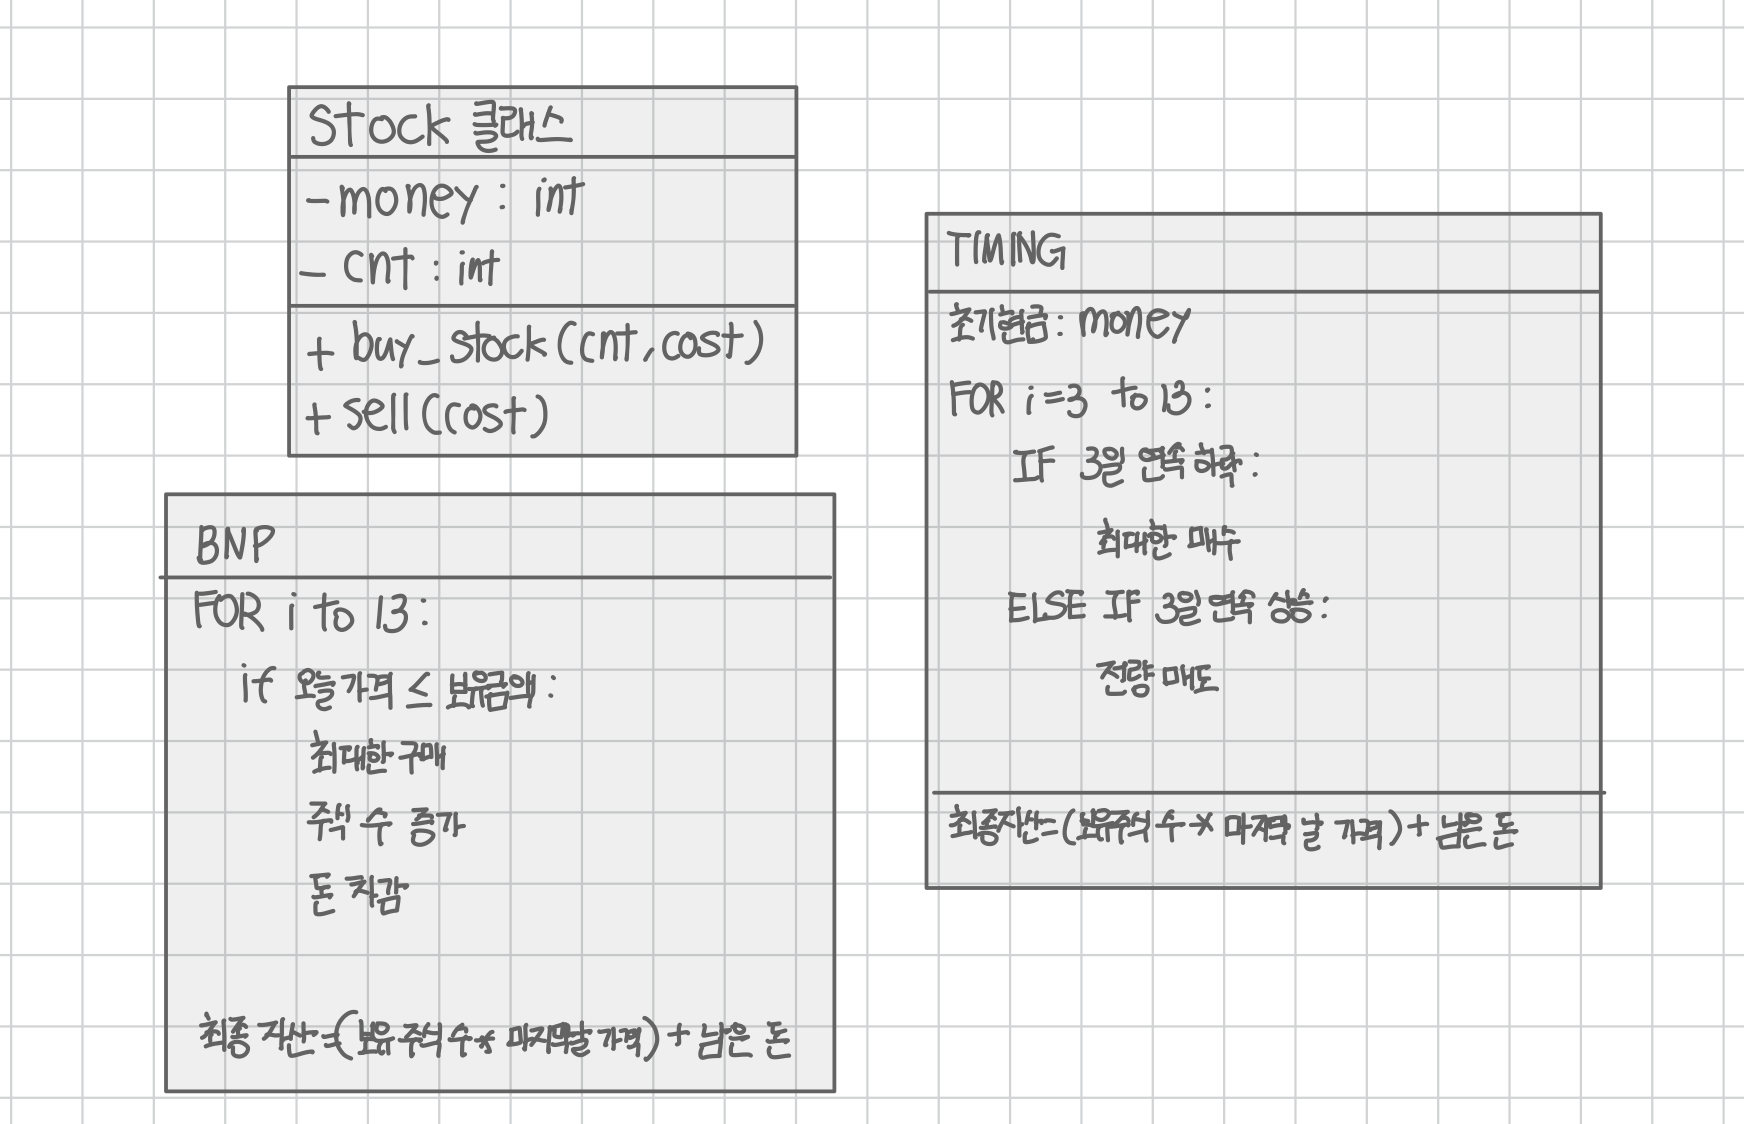 Stock 클래스
- money : int
- cnt : int
+ buy_stock(cnt, cost)
+ sell(cost)
BNP
FOR i to 13 :
if 오늘 가격 ≤ 보유금액 :
최대한 구매
주식 수 증가
돈 차감
최종 자산 = (보유 주식 수 * 마지막날 가격) + 남은 돈
TIMING
초기현금 : money
FOR i =3 to 13 :
IF 3일 연속 하락 :
최대한 매수
ELSE IF 3일 연속 상승 :
전량 매도
최종자산=(보유주식 수 * 마지막 날 가격) + 남은 돈